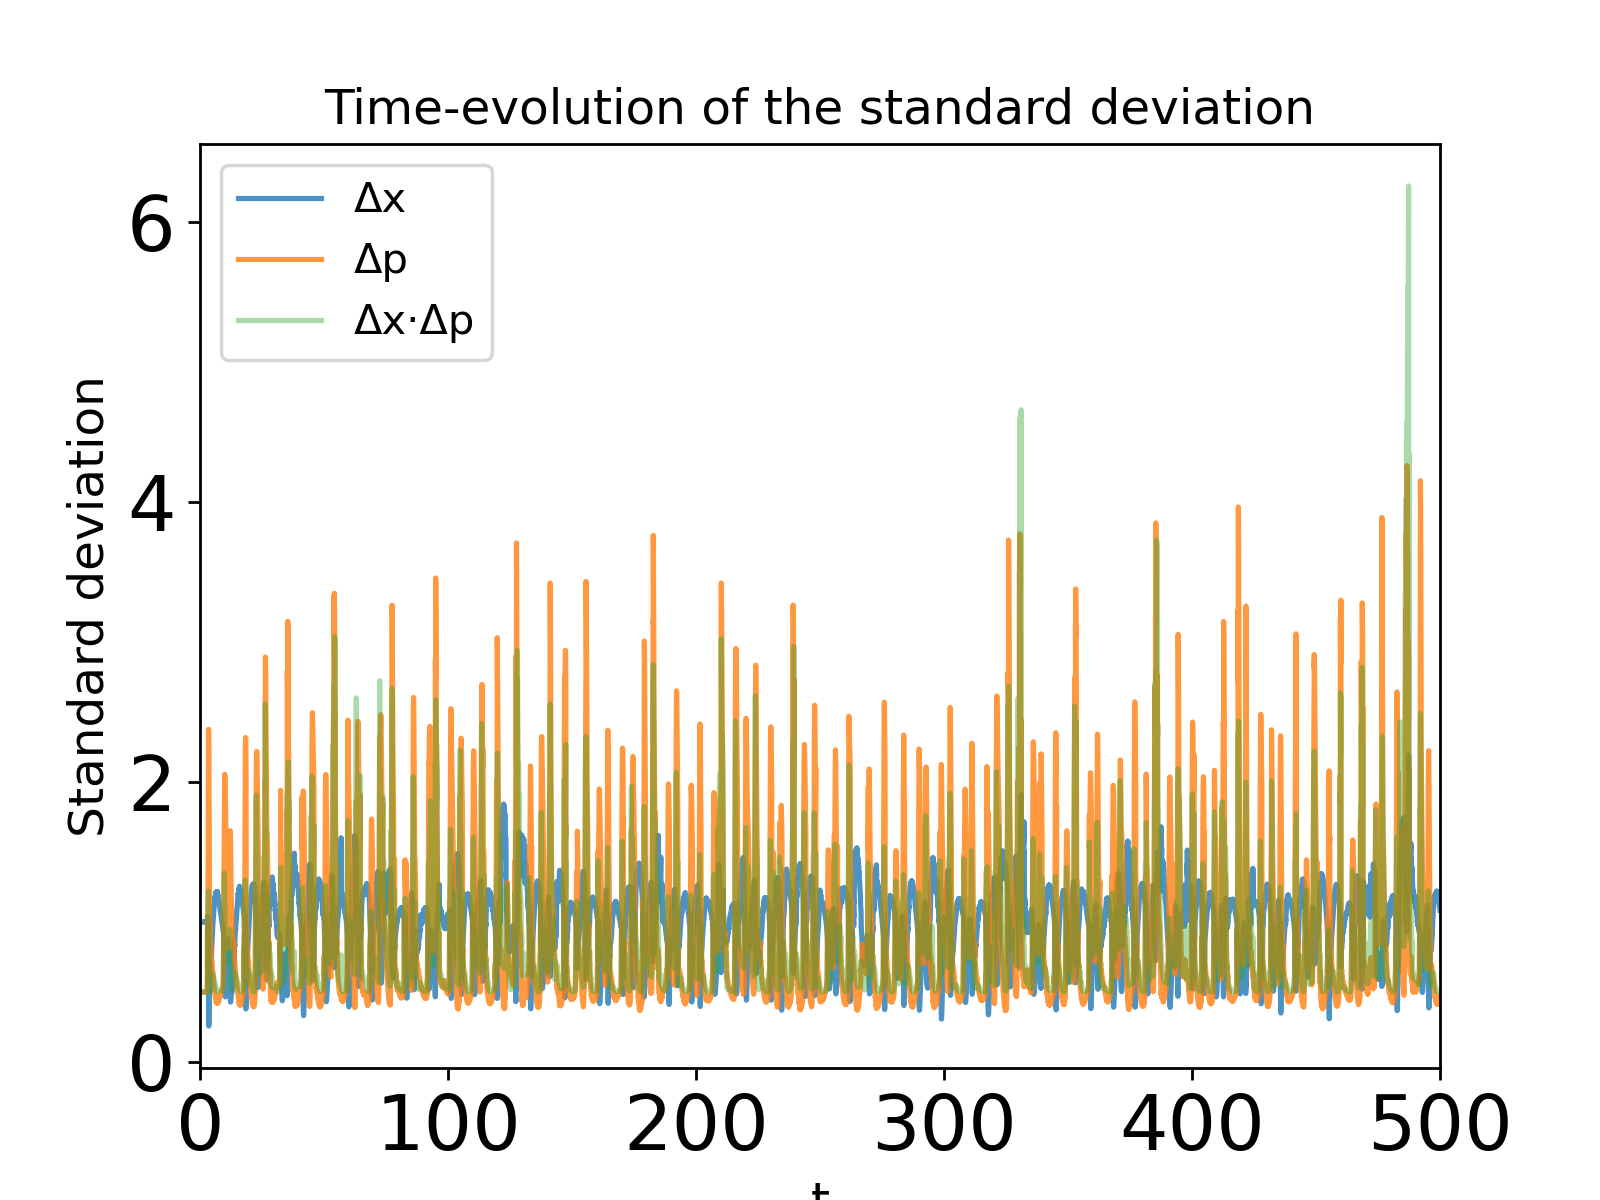 Time-evolution of the standard deviation
Δx
Δp
Δx·Δp
Standard deviation
6
4
2
0
0 100 200 300 400 500
t